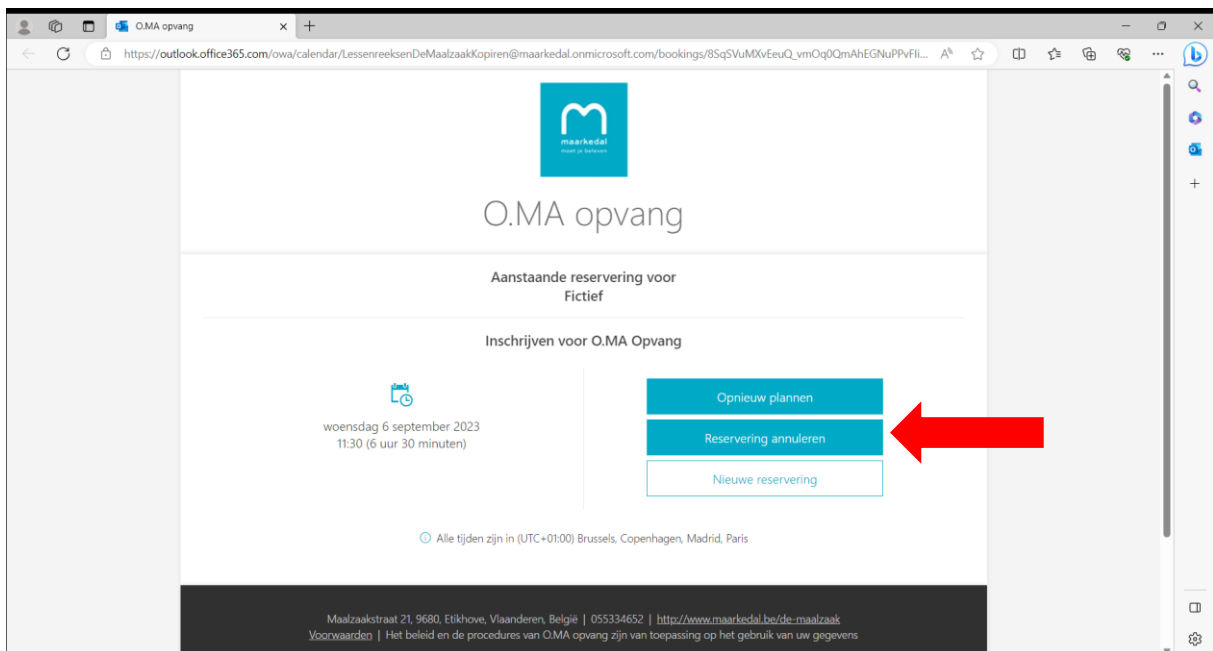 O.MA opvang
https://outlook.office365.com/owa/calendar/LessenreeksenDeMaalzaakKopiren@maarkedal.onmicrosoft.com/bookings/8SqSVuMXvEeuQ_vmOq0QmAhEGNuPPvFli...
maarkedal
moet je beleven
O.MA opvang
Aanstaande reservering voor
Fictief
Inschrijven voor O.MA Opvang
woensdag 6 september 2023
11:30 (6 uur 30 minuten)
Opnieuw plannen
Reservering annuleren
Nieuwe reservering
Alle tijden zijn in (UTC+01:00) Brussels, Copenhagen, Madrid, Paris
Maalzaakstraat 21, 9680, Etikhove, Vlaanderen, België | 055334652 | http://www.maarkedal.be/de-maalzaak
Voorwaarden | Het beleid en de procedures van O.MA opvang zijn van toepassing op het gebruik van uw gegevens